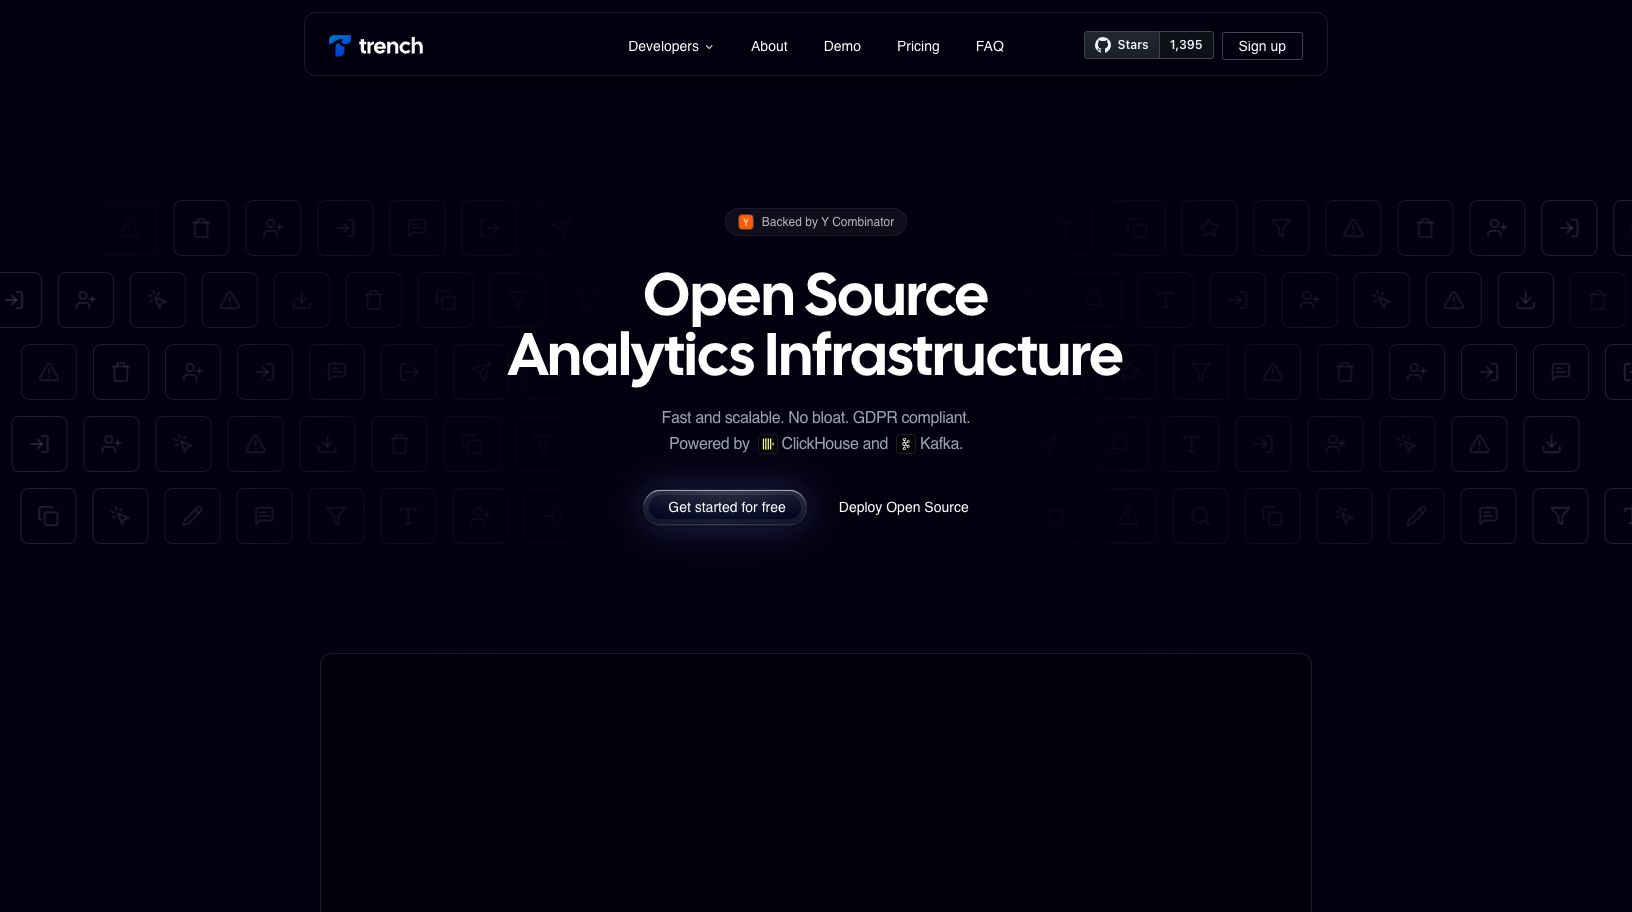 trench
Developers
About
Demo
Pricing
FAQ
Stars
1,395
Sign up
Y Backed by Y Combinator
Open Source
Analytics Infrastructure
Fast and scalable. No bloat. GDPR compliant.
Powered by ClickHouse and Kafka.
Get started for free
Deploy Open Source